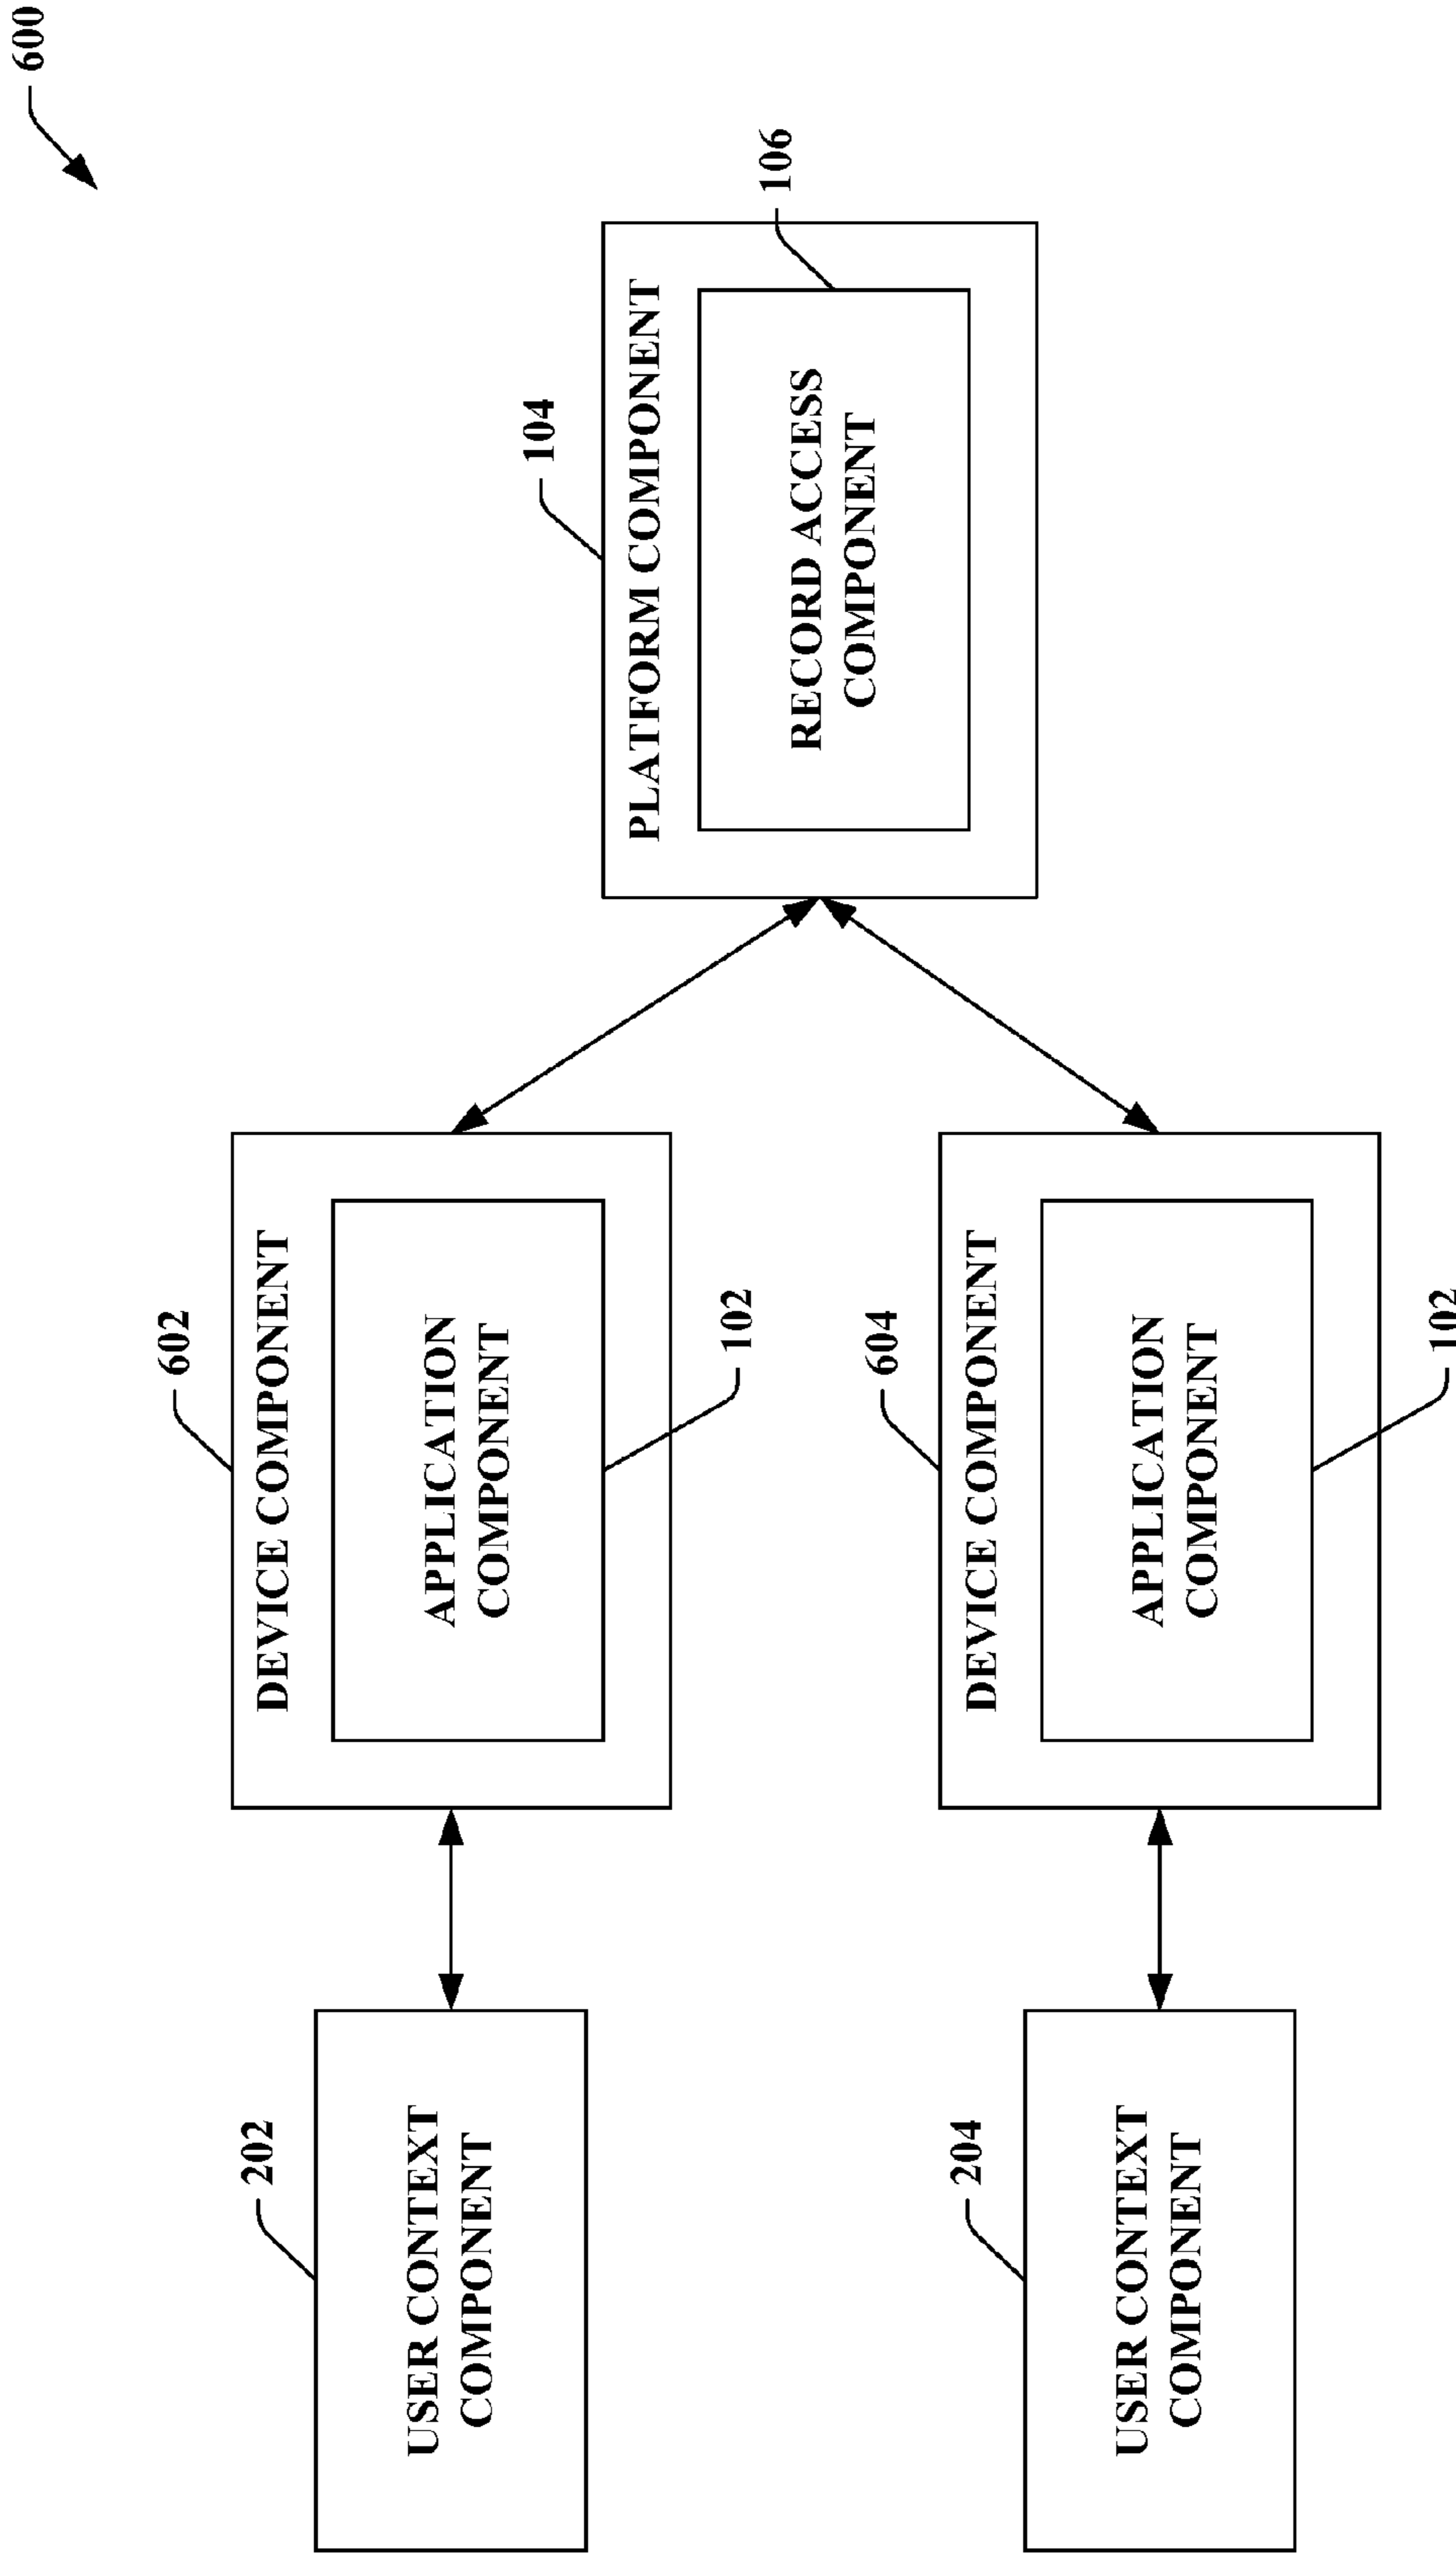 600
202
USER CONTEXT
COMPONENT
602
DEVICE COMPONENT
APPLICATION
COMPONENT
102
104
PLATFORM COMPONENT
RECORD ACCESS
COMPONENT
106
204
USER CONTEXT
COMPONENT
604
DEVICE COMPONENT
APPLICATION
COMPONENT
102